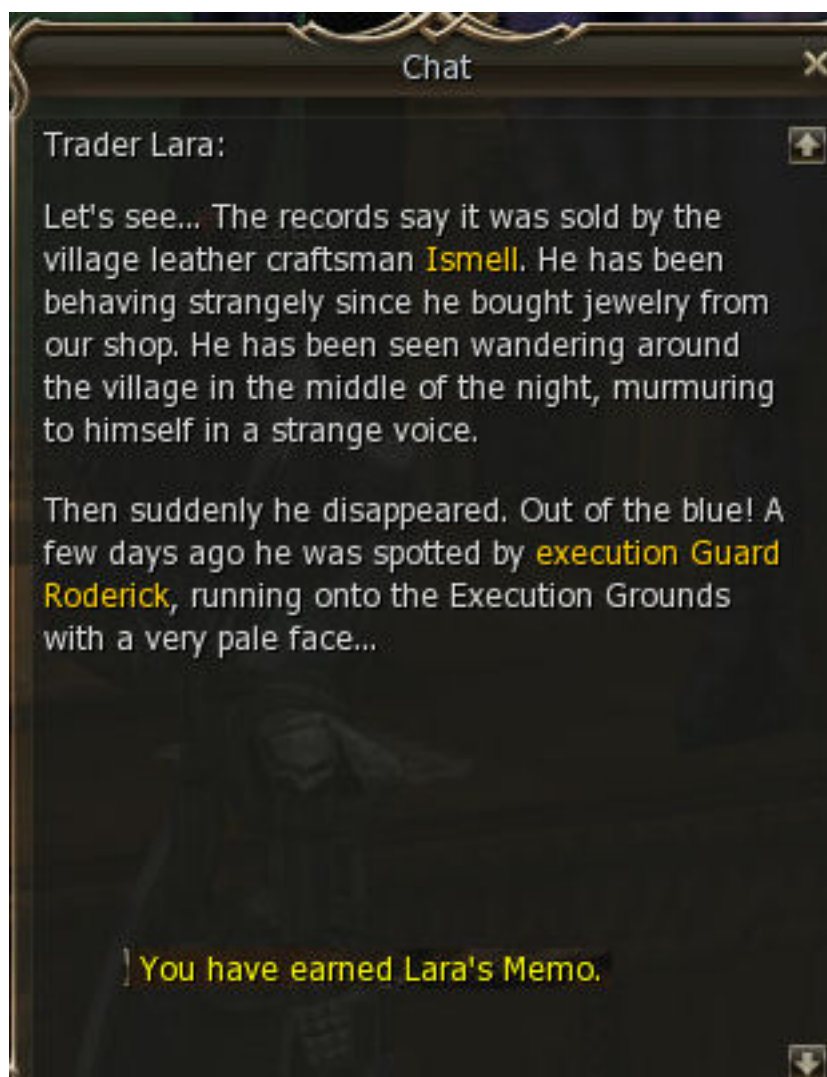 Chat
Trader Lara:
Let's see... The records say it was sold by the
village leather craftsman Ismell. He has been
behaving strangely since he bought jewelry from
our shop. He has been seen wandering around
the village in the middle of the night, murmuring
to himself in a strange voice.
Then suddenly he disappeared. Out of the blue! A
few days ago he was spotted by execution Guard
Roderick, running onto the Execution Grounds
with a very pale face...
You have earned Lara's Memo.